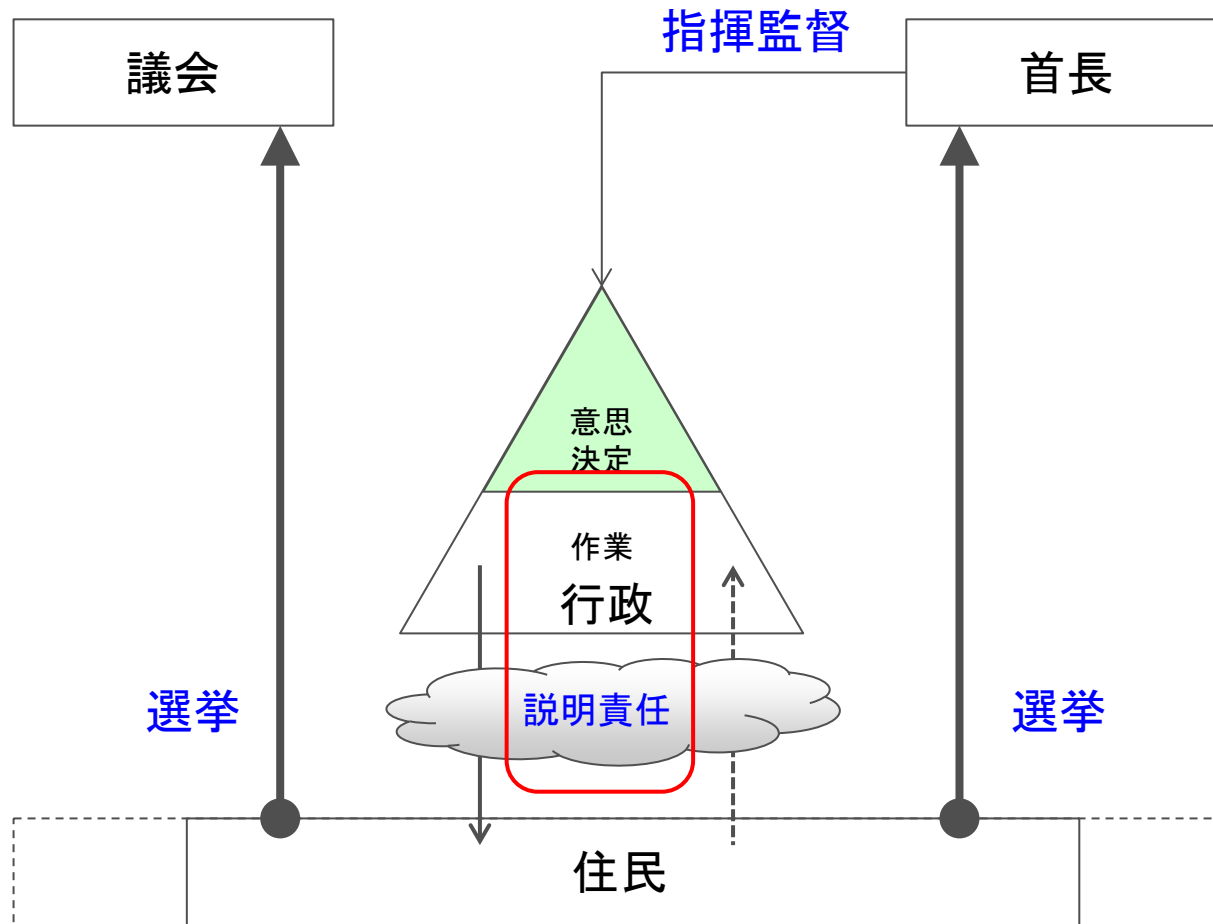 指揮監督
議会
首長
意思
決定
作業
行政
説明責任
選挙
選挙
住民